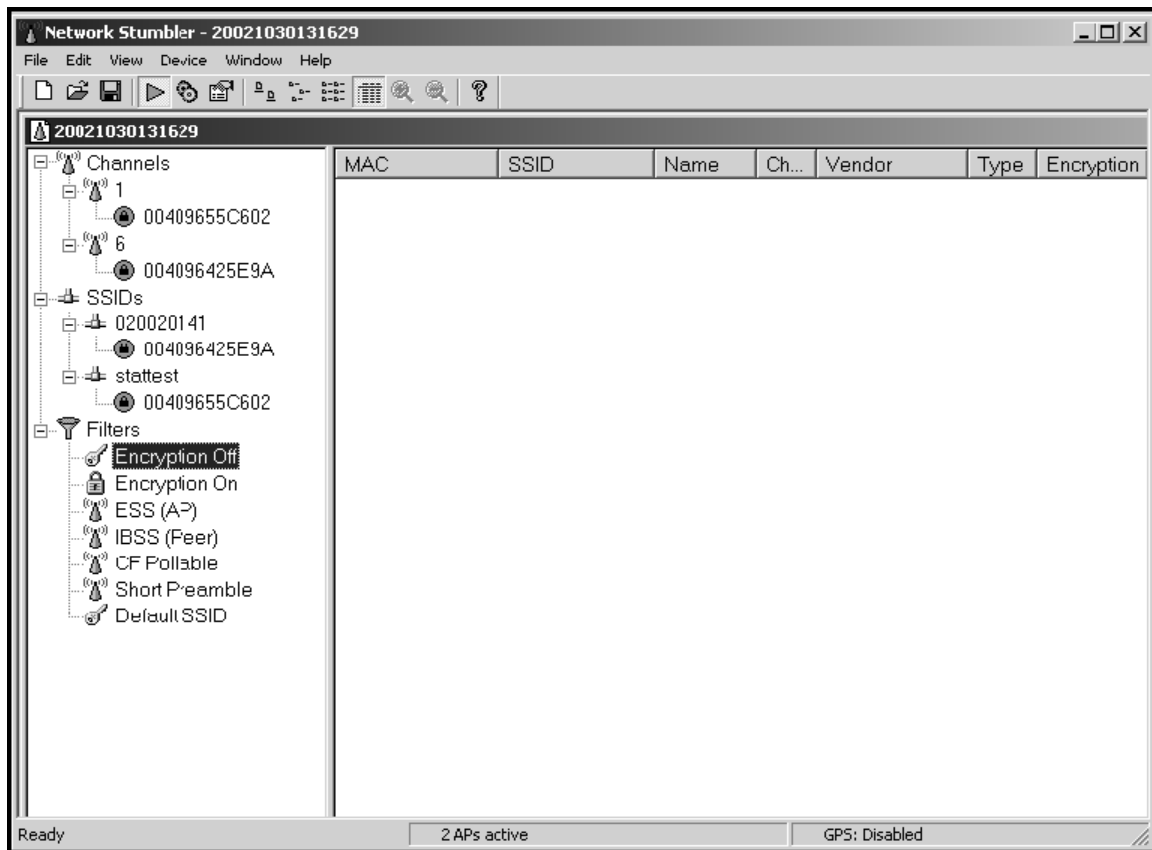 Network Stumbler - 20021030131629
File Edit View Device Window Help
20021030131629
Channels
MAC SSID Name Ch... Vendor Type Encryption
1
00409655C602
6
004096425E9A
SSIDs
020020141
004096425E9A
stattest
00409655C602
Filters
Encryption Off
Encryption On
ESS (AP)
IBSS (Peer)
CF Pollable
Short Preamble
Default SSID
Ready 2 APs active GPS: Disabled